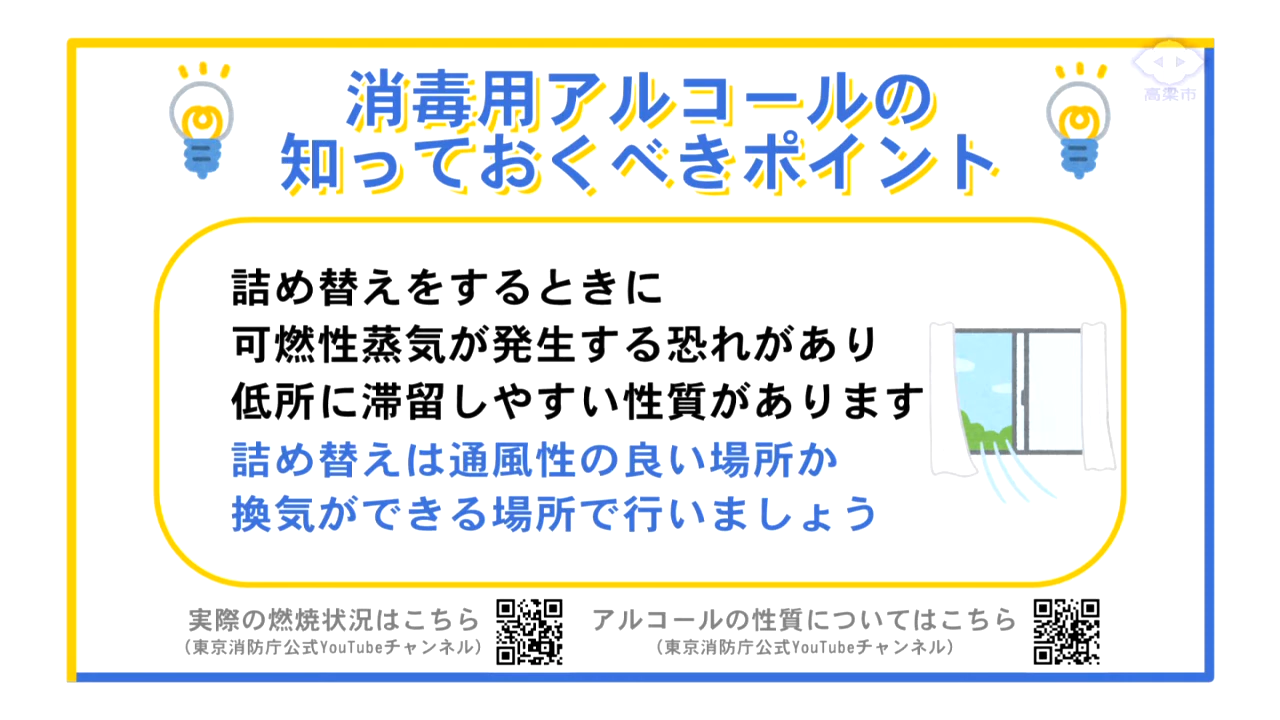 消毒用アルコールの
知っておくべきポイント
高梁市
詰め替えをするときに
可燃性蒸気が発生する恐れがあり
低所に滞留しやすい性質があります
詰め替えは通風性の良い場所か
換気ができる場所で行いましょう
実際の燃焼状況はこちら
(東京消防庁公式YouTubeチャンネル)
アルコールの性質についてはこちら
(東京消防庁公式YouTubeチャンネル)